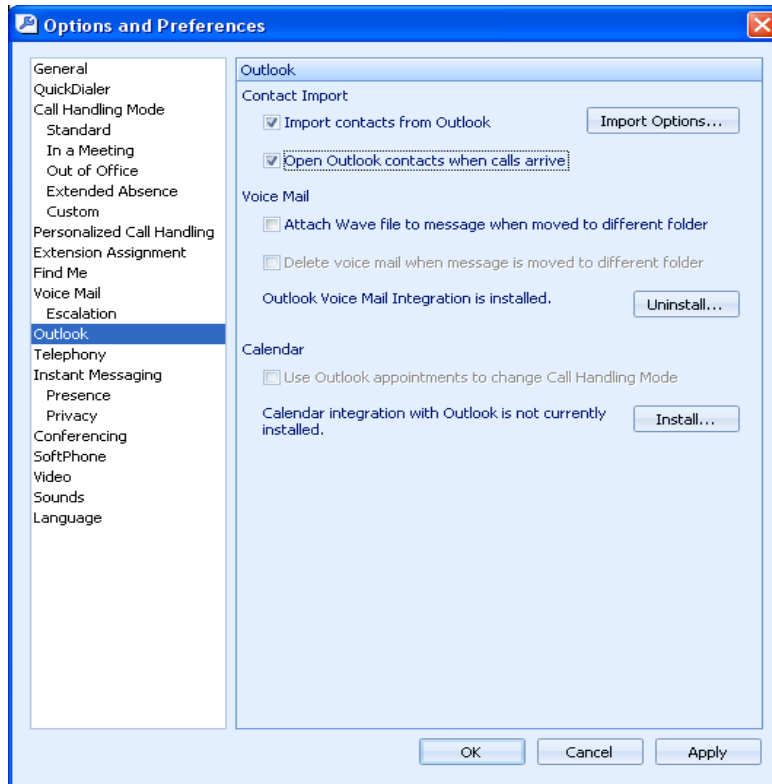 Options and Preferences
General
QuickDialer
Call Handling Mode
Standard
In a Meeting
Out of Office
Extended Absence
Custom
Personalized Call Handling
Extension Assignment
Find Me
Voice Mail
Escalation
Outlook
Telephony
Instant Messaging
Presence
Privacy
Conferencing
SoftPhone
Video
Sounds
Language
Outlook
Contact Import
Import contacts from Outlook
Import Options...
Open Outlook contacts when calls arrive
Voice Mail
Attach Wave file to message when moved to different folder
Delete voice mail when message is moved to different folder
Outlook Voice Mail Integration is installed.
Uninstall...
Calendar
Use Outlook appointments to change Call Handling Mode
Calendar integration with Outlook is not currently
installed.
Install...
OK
Cancel
Apply